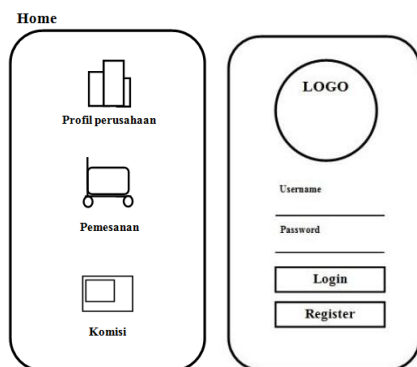 Home
Profil perusahaan
Pemesanan
Komisi
LOGO
Username
Password
Login
Register